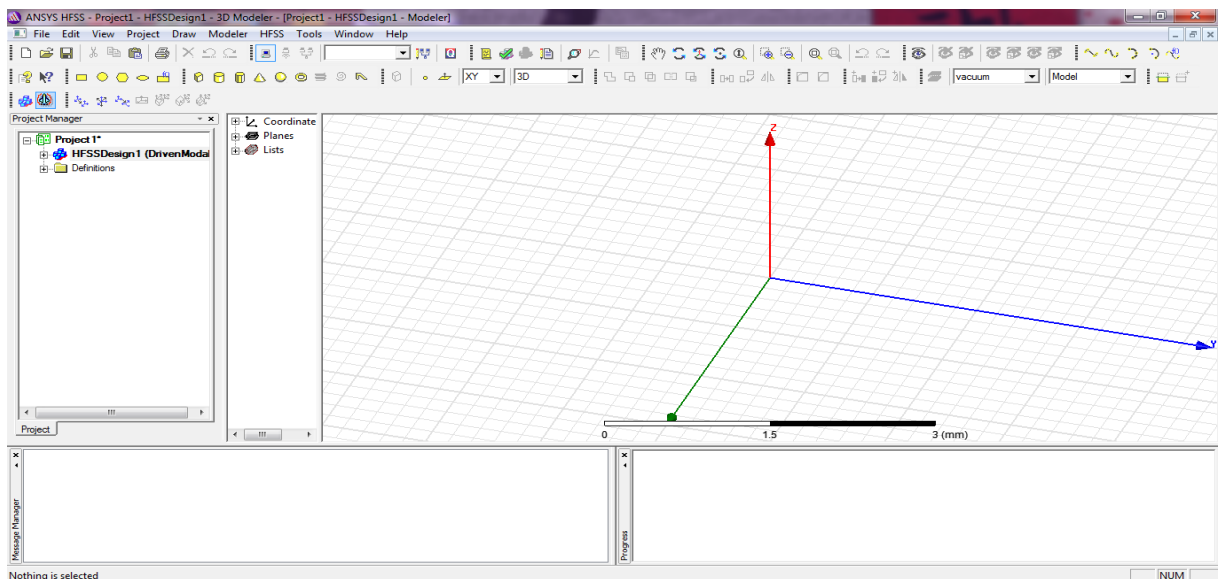 ANSYS HFSS - Project1 - HFSSDesign1 - 3D Modeler - [Project1 - HFSSDesign1 - Modeler]
File Edit View Project Draw Modeler HFSS Tools Window Help
XY 3D vacuum Model
Project Manager
Project1*
HFSSDesign1 (DrivenModal
Definitions
Project
Coordinate
Planes
Lists
Z
Y
0 1.5 3 (mm)
Message Manager
Progress
Nothing is selected
NUM